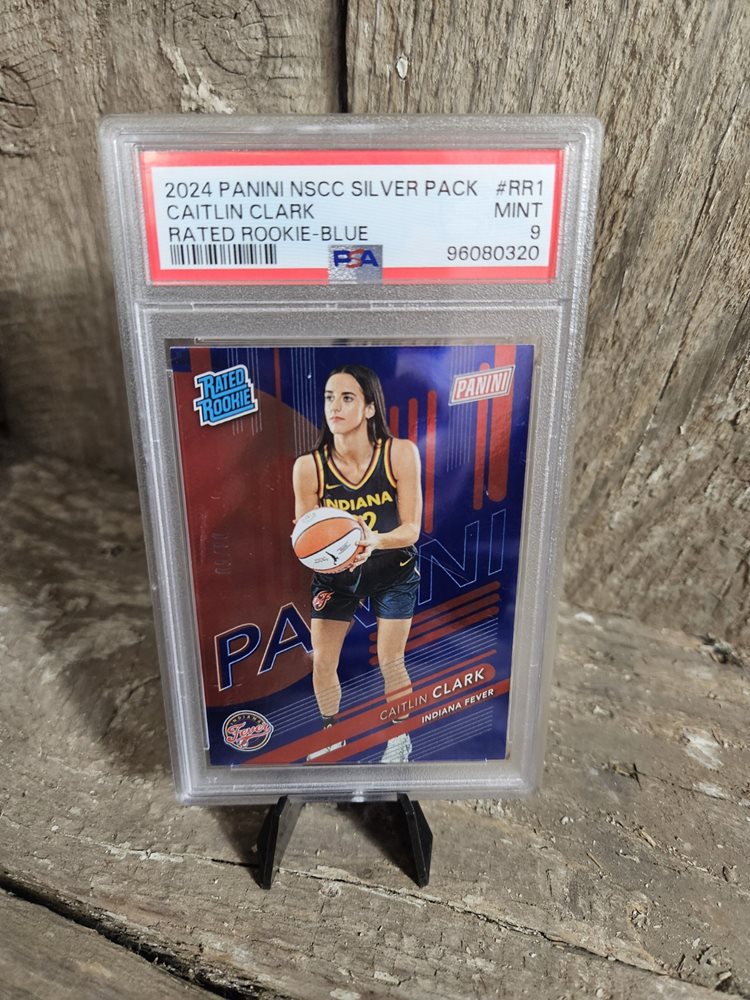 2024 PANINI NSCC SILVER PACK #RR1
CAITLIN CLARK MINT
RATED ROOKIE-BLUE 9
PSA 96080320
RATED ROOKIE
PANINI
INDIANA
PANINI
CAITLIN CLARK
INDIANA FEVER
INDIANA
Fever